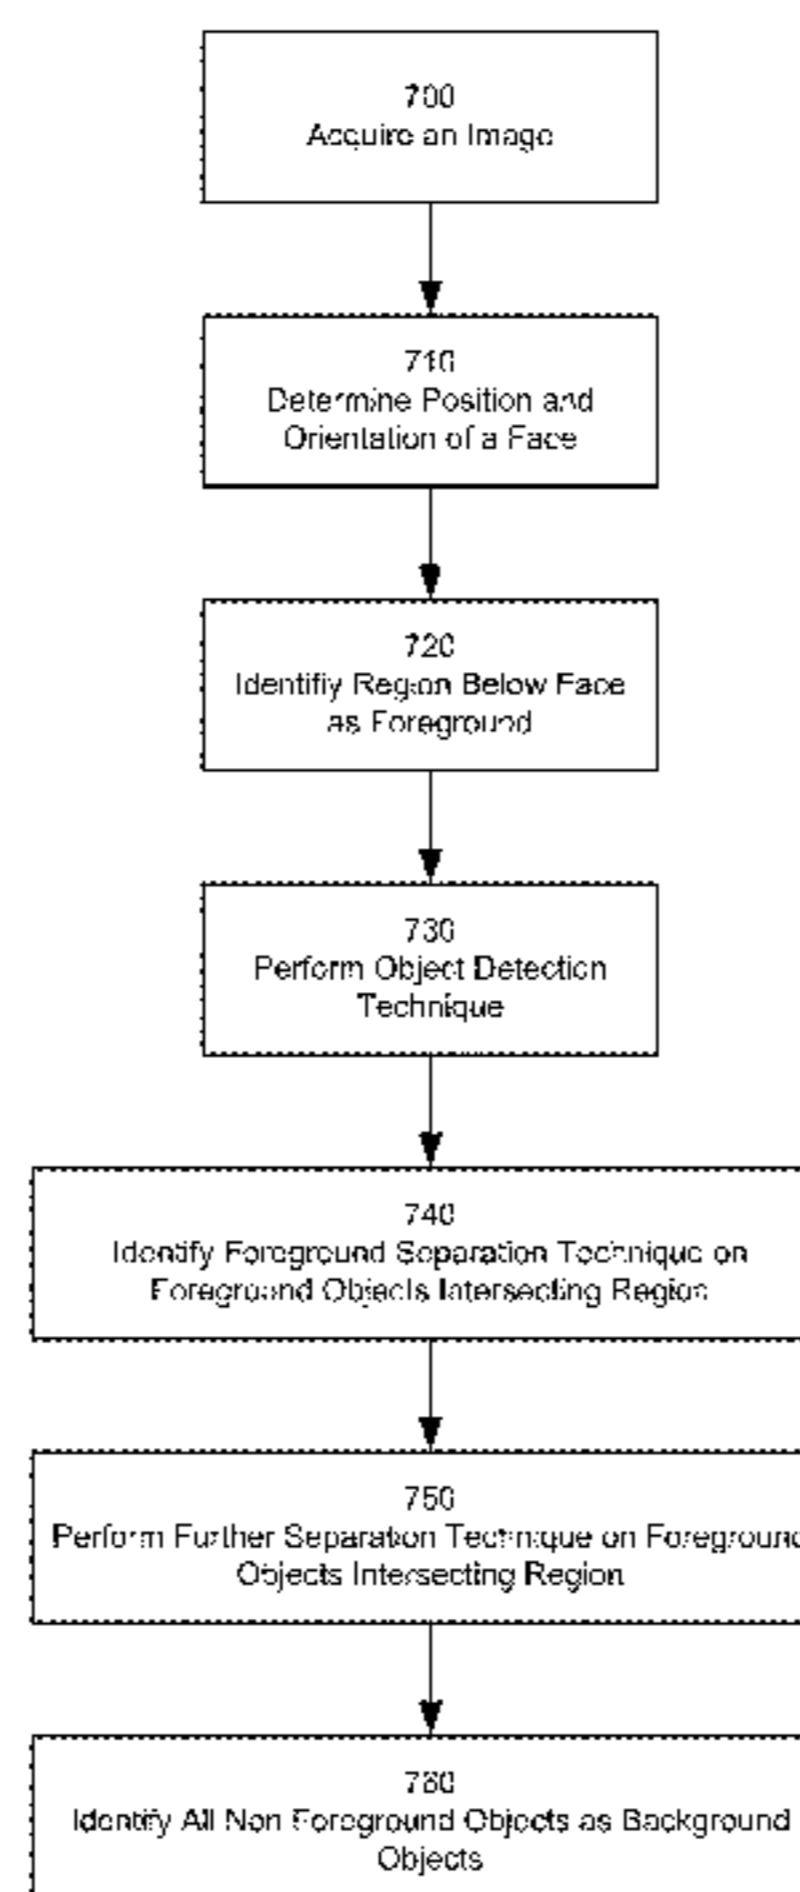 700
Acquire an Image
710
Determine Position and
Orientation of a Face
720
Identifiy Region Below Face
as Foreground
730
Perform Object Detection
Technique
740
Identify Foreground Separation Technique on
Foreground Objects Intersecting Region
750
Perform Further Separation Technique on Foreground
Objects Intersecting Region
760
Identify All Non Foreground Objects as Background
Objects